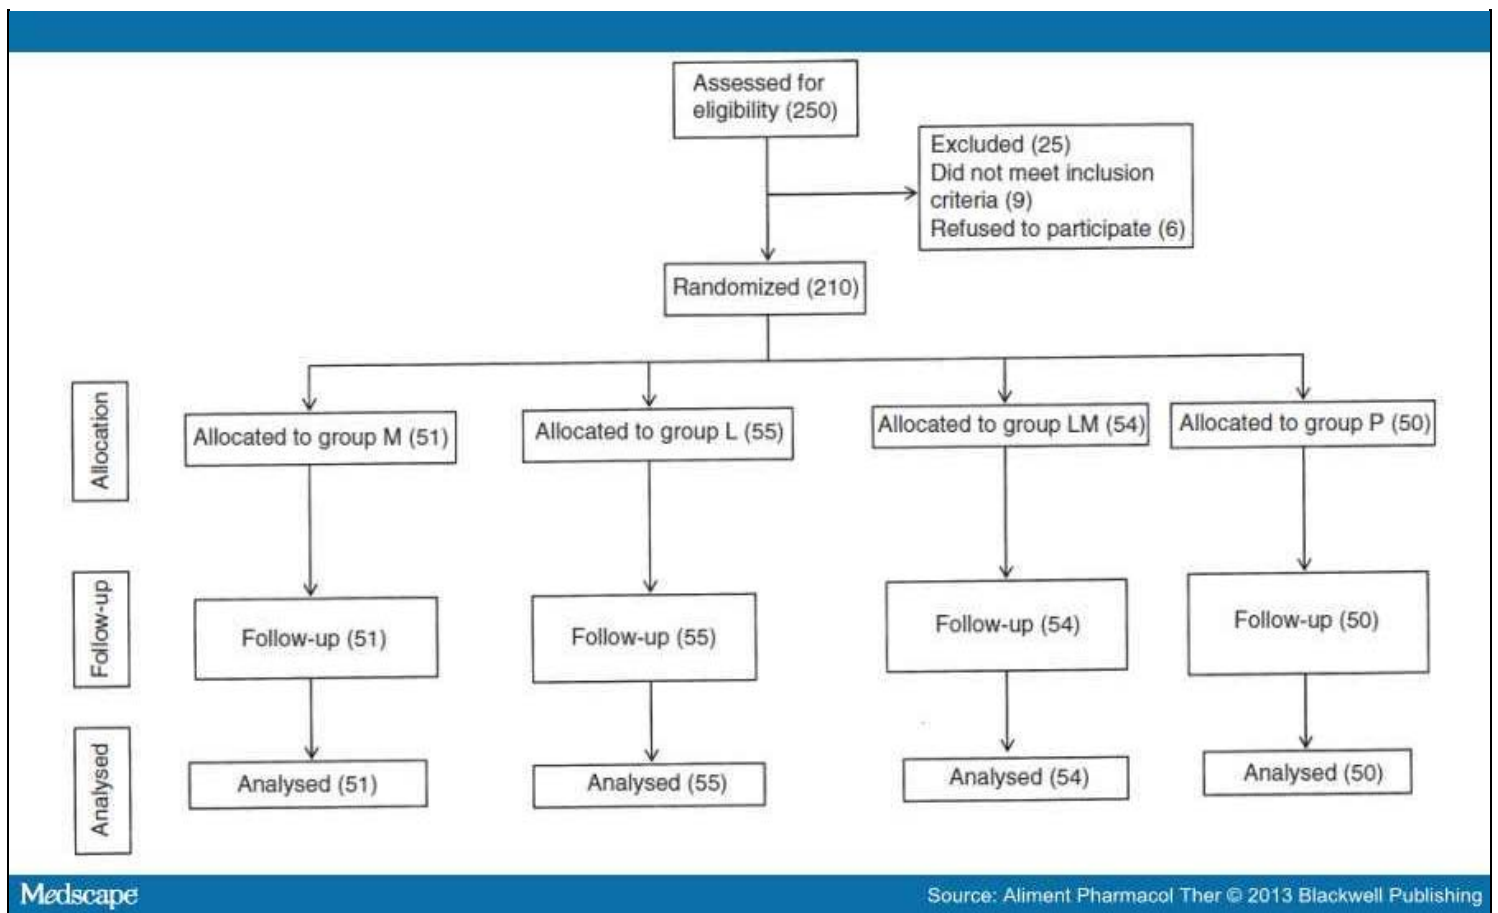 Assessed for
eligibility (250)
Excluded (25)
Did not meet inclusion
criteria (9)
Refused to participate (6)
Randomized (210)
Allocation
Allocated to group M (51)
Allocated to group L (55)
Allocated to group LM (54)
Allocated to group P (50)
Follow-up
Follow-up (51)
Follow-up (55)
Follow-up (54)
Follow-up (50)
Analysed
Analysed (51)
Analysed (55)
Analysed (54)
Analysed (50)
Medscape
Source: Aliment Pharmacol Ther © 2013 Blackwell Publishing